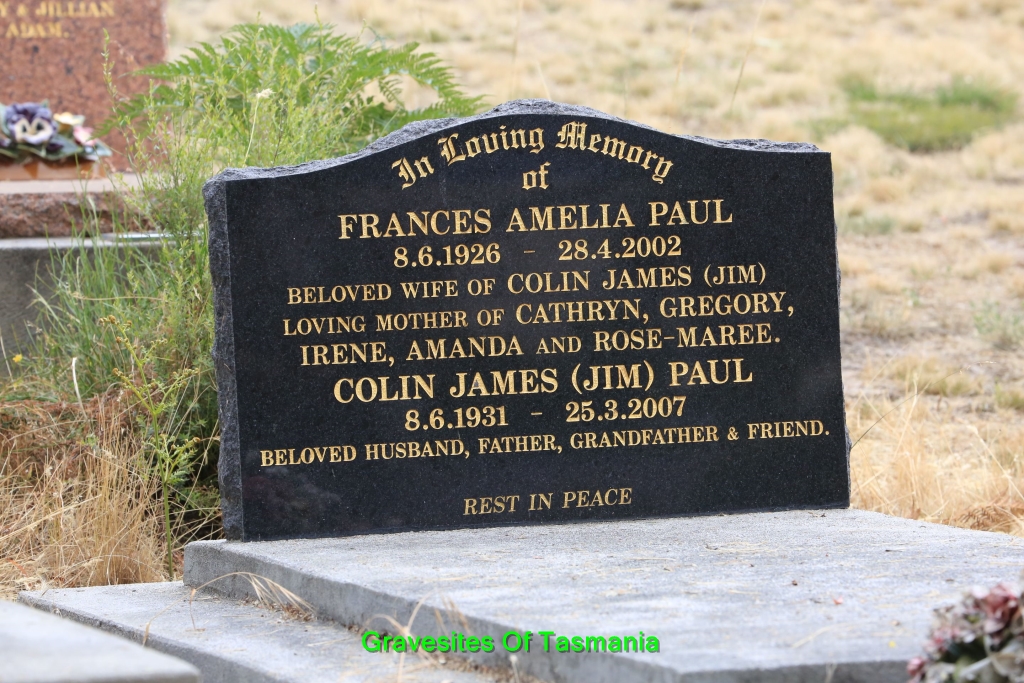 & JILLIAN
ADAM.
In Loving Memory
of
FRANCES AMELIA PAUL
8.6.1926 - 28.4.2002
BELOVED WIFE OF COLIN JAMES (JIM)
LOVING MOTHER OF CATHRYN, GREGORY,
IRENE, AMANDA AND ROSE-MAREE.
COLIN JAMES (JIM) PAUL
8.6.1931 - 25.3.2007
BELOVED HUSBAND, FATHER, GRANDFATHER & FRIEND.
REST IN PEACE
Gravesites Of Tasmania